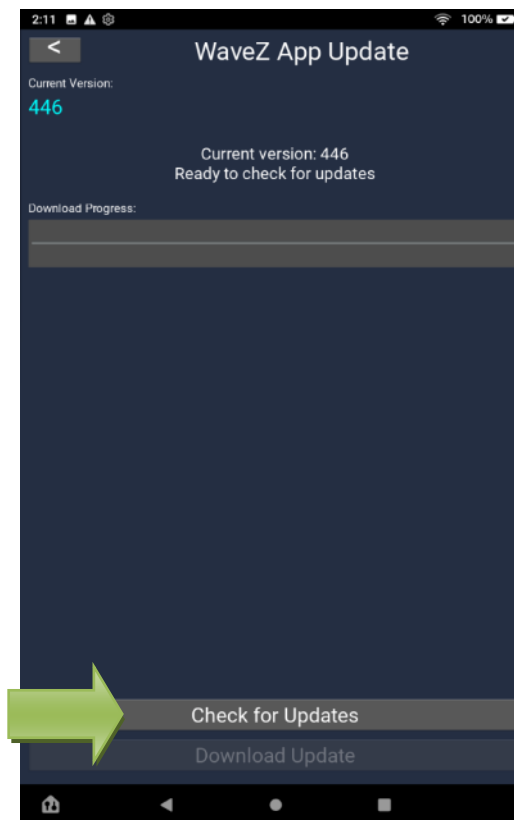 2:11 100%
< WaveZ App Update
Current Version:
446
Current version: 446
Ready to check for updates
Download Progress:
Check for Updates
Download Update